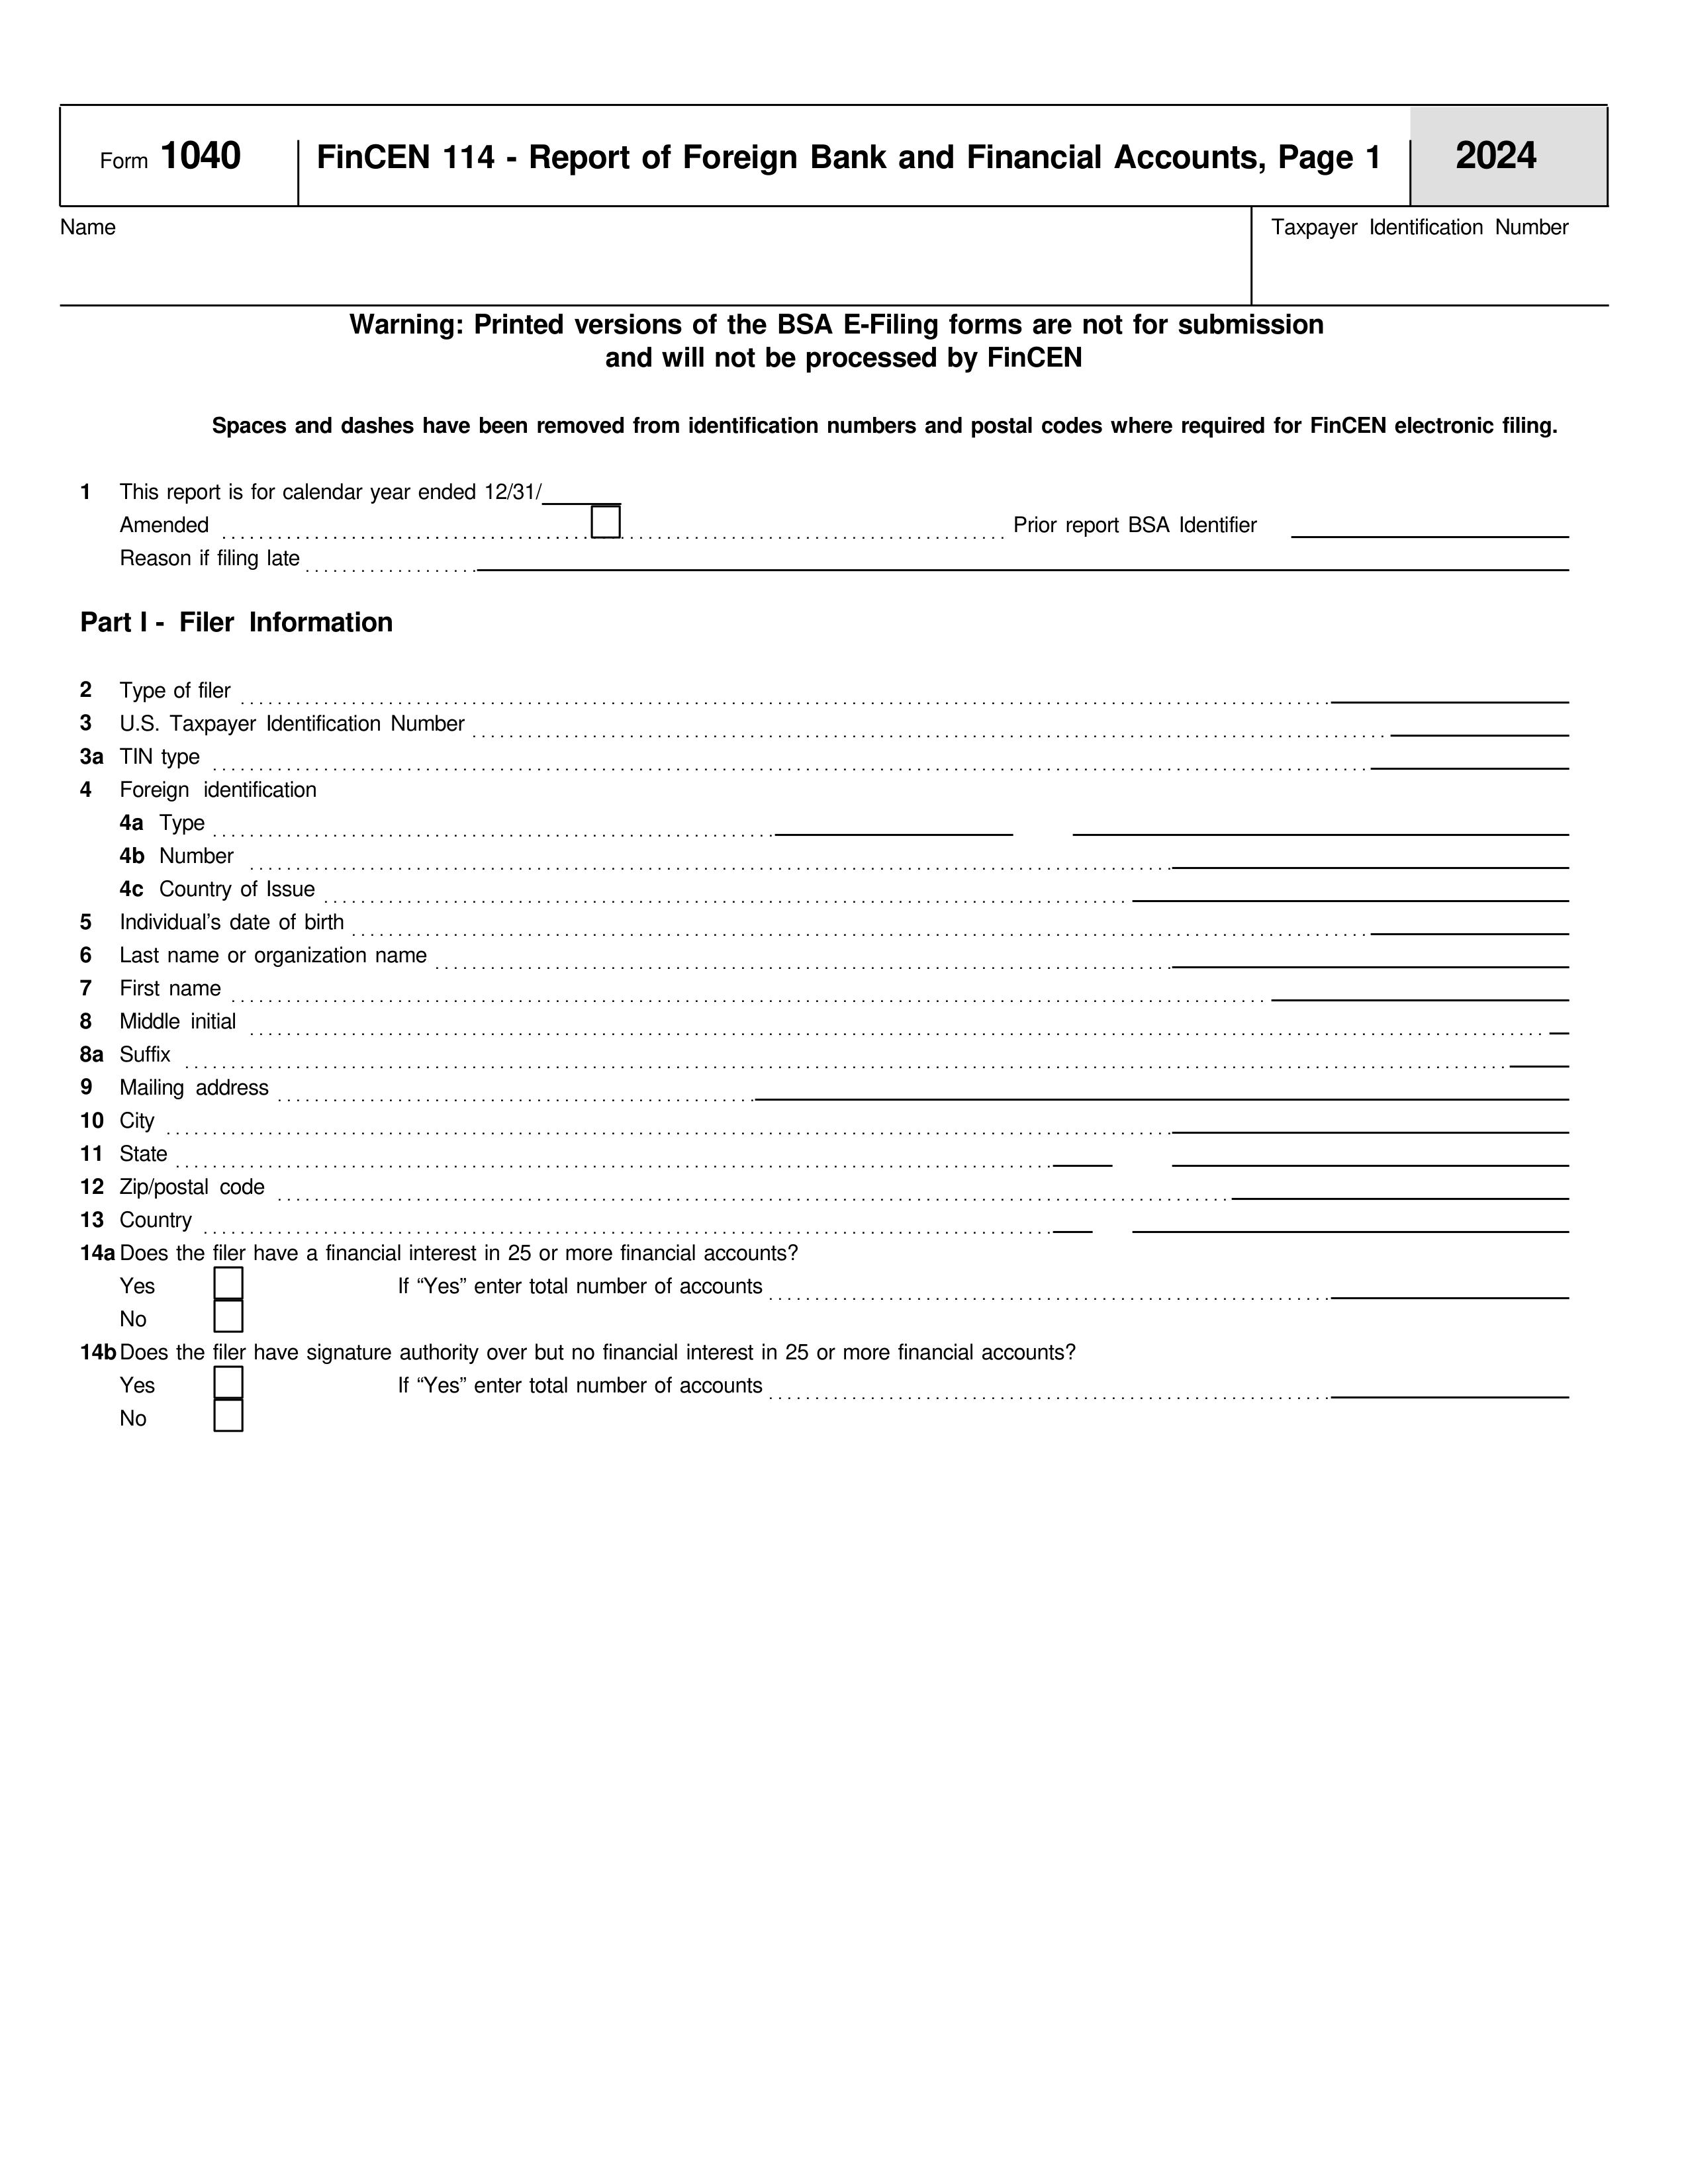 Form 1040 FinCEN 114 - Report of Foreign Bank and Financial Accounts, Page 1 2024
Name Taxpayer Identification Number
Warning: Printed versions of the BSA E-Filing forms are not for submission
and will not be processed by FinCEN
Spaces and dashes have been removed from identification numbers and postal codes where required for FinCEN electronic filing.
1 This report is for calendar year ended 12/31/
Amended Prior report BSA Identifier
Reason if filing late
Part I - Filer Information
2 Type of filer
3 U.S. Taxpayer Identification Number
3a TIN type
4 Foreign identification
4a Type
4b Number
4c Country of Issue
5 Individual’s date of birth
6 Last name or organization name
7 First name
8 Middle initial
8a Suffix
9 Mailing address
10 City
11 State
12 Zip/postal code
13 Country
14a Does the filer have a financial interest in 25 or more financial accounts?
Yes If “Yes” enter total number of accounts
No
14b Does the filer have signature authority over but no financial interest in 25 or more financial accounts?
Yes If “Yes” enter total number of accounts
No